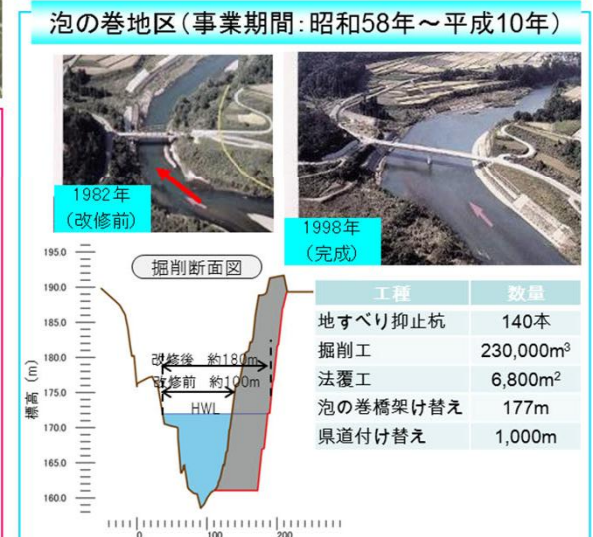 泡の巻地区（事業期間：昭和58年～平成10年）
1982年
（改修前）
1998年
（完成）
掘削断面図
195.0
190.0
185.0
180.0
175.0
170.0
165.0
160.0
標高（m）
改修後　約180m
改修前　約100m
HWL
0
100
200
工種 数量
地すべり抑止杭 140本
掘削工 230,000m³
法覆工 6,800m²
泡の巻橋架け替え 177m
県道付け替え 1,000m